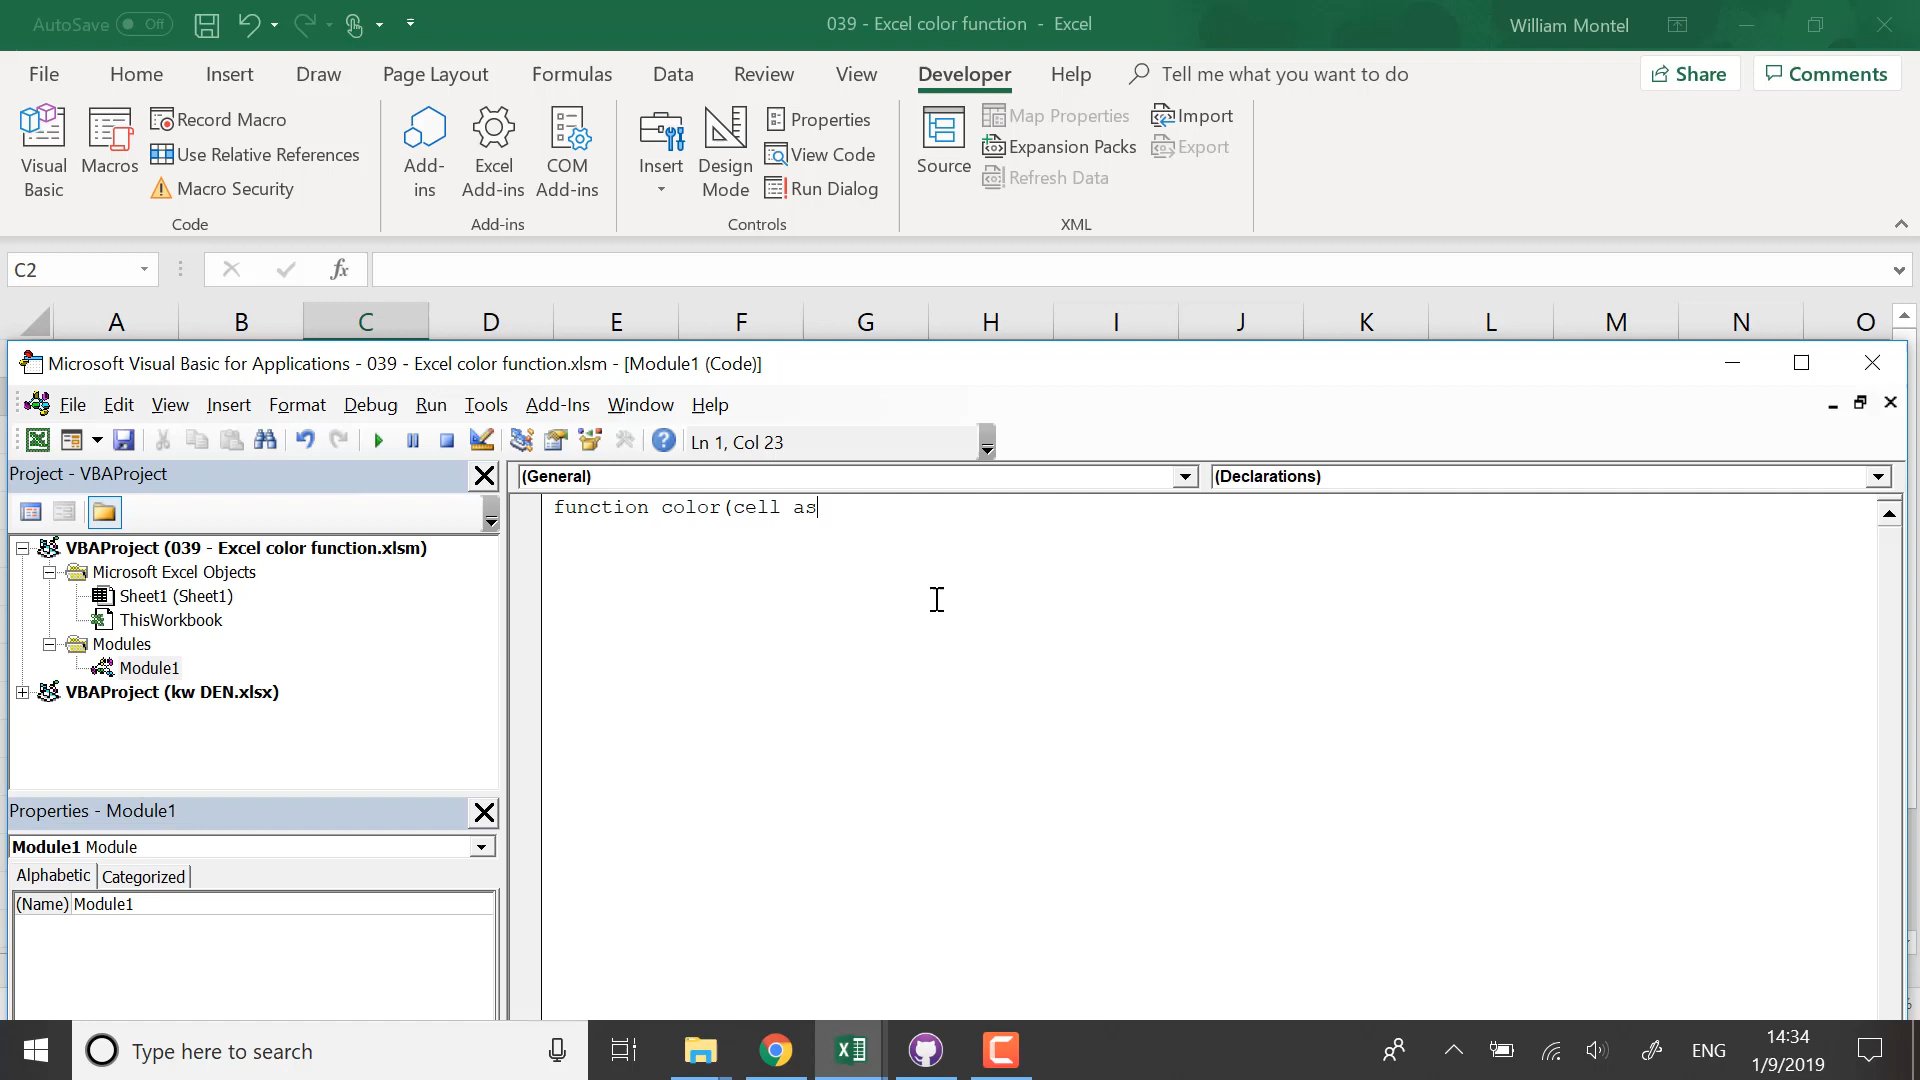 AutoSave Off
039 - Excel color function - Excel
William Montel
File Home Insert Draw Page Layout Formulas Data Review View Developer Help Tell me what you want to do
Share Comments
Visual Basic
Macros
Record Macro
Use Relative References
Macro Security
Code
Add-ins
Excel Add-ins
COM Add-ins
Add-ins
Insert
Design Mode
Properties
View Code
Run Dialog
Controls
Source
Map Properties
Expansion Packs
Refresh Data
Import
Export
XML
C2
fx
A B C D E F G H I J K L M N O
Microsoft Visual Basic for Applications - 039 - Excel color function.xlsm - [Module1 (Code)]
File Edit View Insert Format Debug Run Tools Add-Ins Window Help
Ln 1, Col 23
Project - VBAProject
VBAProject (039 - Excel color function.xlsm)
Microsoft Excel Objects
Sheet1 (Sheet1)
ThisWorkbook
Modules
Module1
VBAProject (kw DEN.xlsx)
(General)
(Declarations)
function color(cell as
Properties - Module1
Module1 Module
Alphabetic Categorized
(Name) Module1
Type here to search
ENG
14:34
1/9/2019